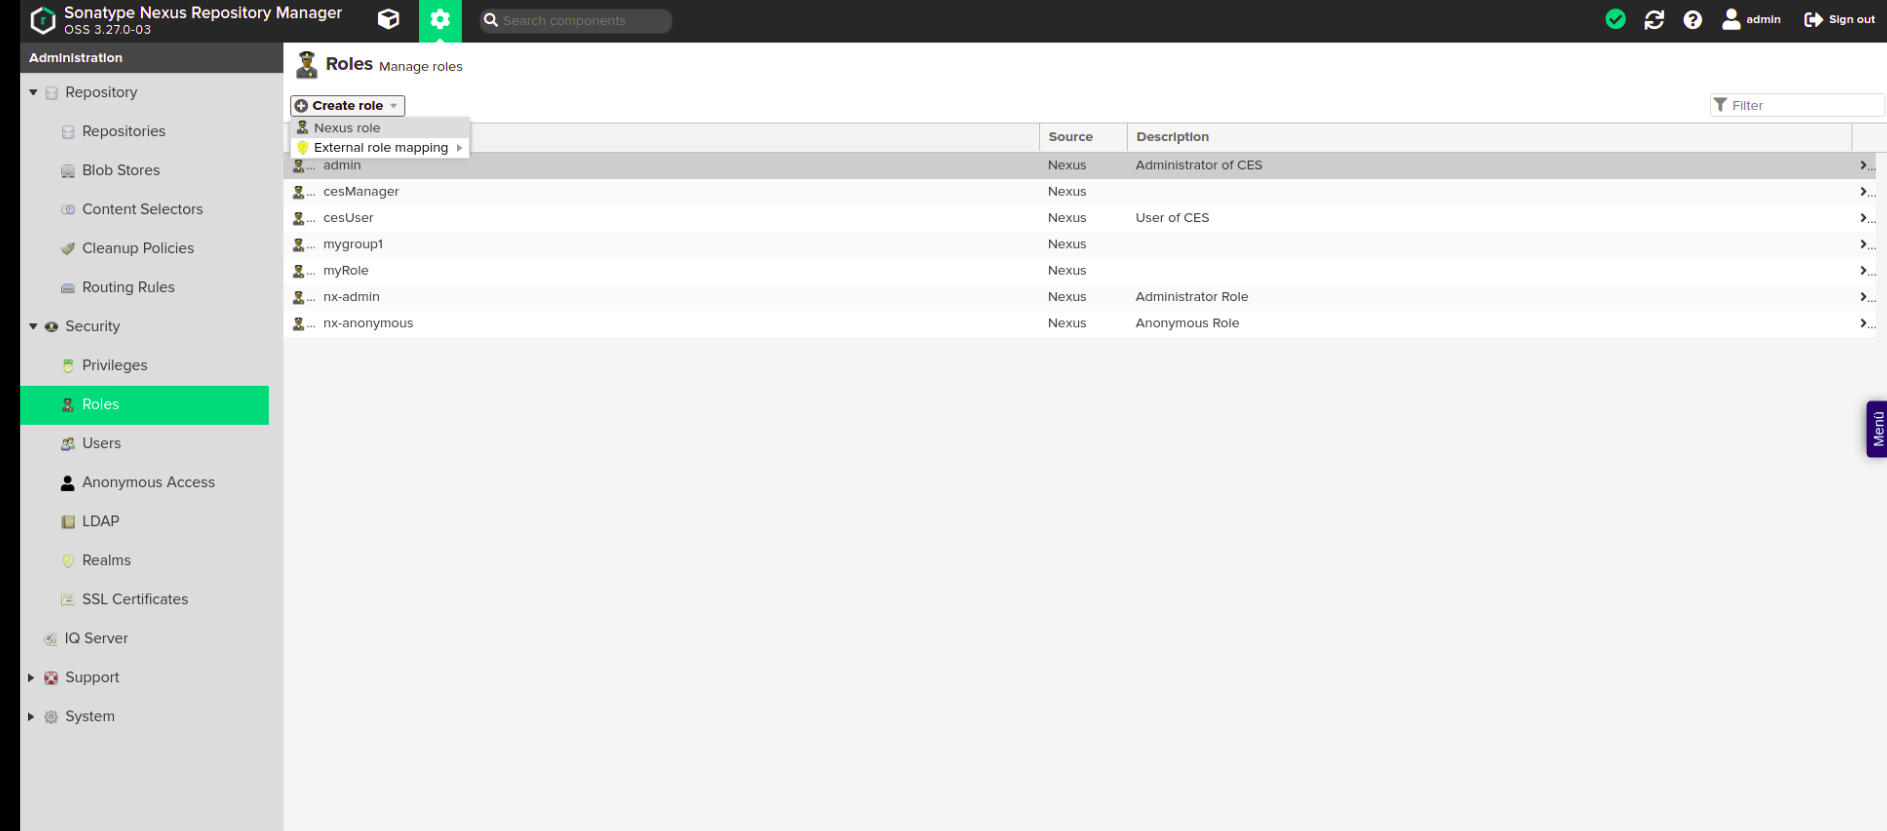 Sonatype Nexus Repository Manager
OSS 3.27.0-03
Search components
admin
Sign out
Administration
Repository
Repositories
Blob Stores
Content Selectors
Cleanup Policies
Routing Rules
Security
Privileges
Roles
Users
Anonymous Access
LDAP
Realms
SSL Certificates
IQ Server
Support
System
Roles Manage roles
Create role
Filter
Nexus role
External role mapping
Source Description
... admin Nexus Administrator of CES ...
... cesManager Nexus ...
... cesUser Nexus User of CES ...
... mygroup1 Nexus ...
... myRole Nexus ...
... nx-admin Nexus Administrator Role ...
... nx-anonymous Nexus Anonymous Role ...
Menü